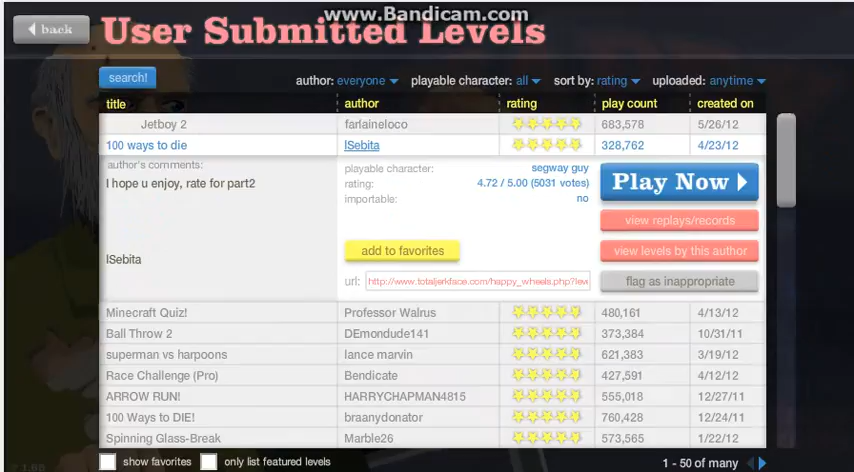 www.Bandicam.com
back
User Submitted Levels
search!
author: everyone playable character: all sort by: rating uploaded: anytime
title author rating play count created on
Jetboy 2 farlaineloco 683,578 5/26/12
100 ways to die lSebita 328,762 4/23/12
author's comments:
I hope u enjoy, rate for part2
lSebita
playable character: segway guy
rating: 4.72 / 5.00 (5031 votes)
importable: no
add to favorites
url: http://www.totaljerkface.com/happy_wheels.php?leve
Play Now
view replays/records
view levels by this author
flag as inappropriate
Minecraft Quiz! Professor Walrus 480,161 4/13/12
Ball Throw 2 DEmondude141 373,384 10/31/11
superman vs harpoons lance marvin 621,383 3/19/12
Race Challenge (Pro) Bendicate 427,591 4/12/12
ARROW RUN! HARRYCHAPMAN4815 555,018 12/27/11
100 Ways to DIE! braanydonator 760,428 12/24/11
Spinning Glass-Break Marble26 573,565 1/22/12
show favorites only list featured levels 1 - 50 of many